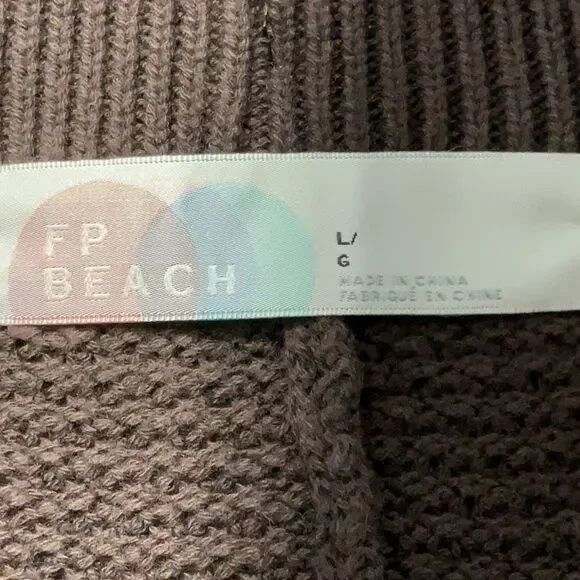 FP
BEACH
L/
G
MADE IN CHINA
FABRIQUÉ EN CHINE